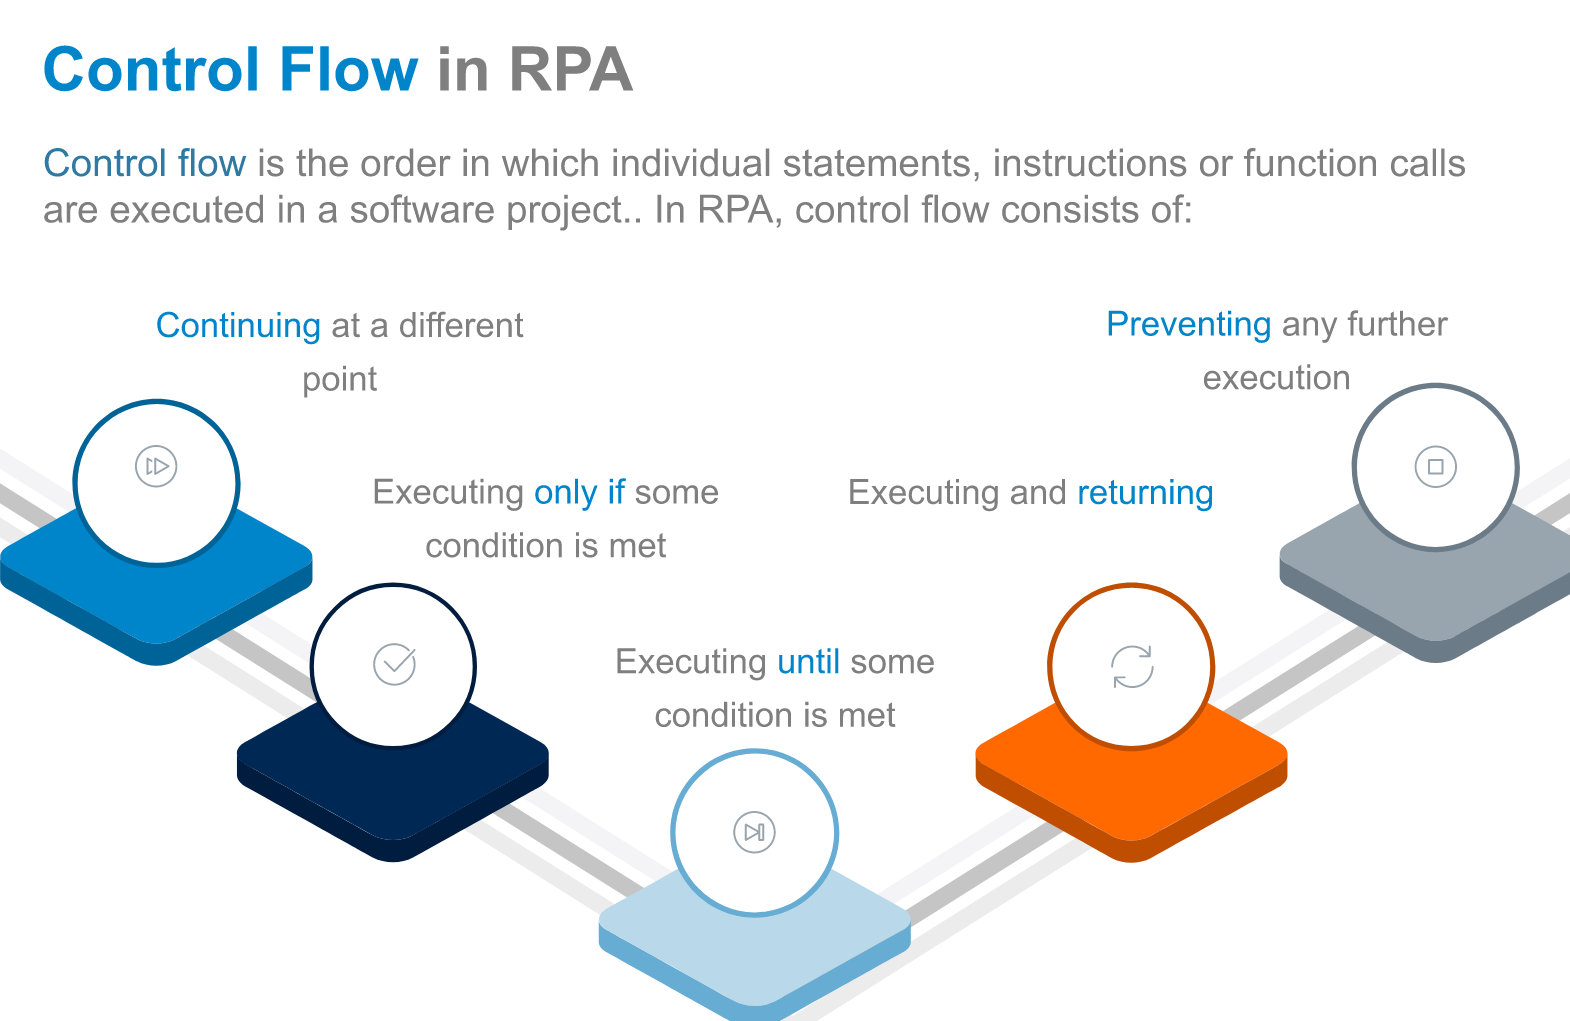 Control Flow in RPA
Control flow is the order in which individual statements, instructions or function calls
are executed in a software project.. In RPA, control flow consists of:
Continuing at a different
point
Executing only if some
condition is met
Executing until some
condition is met
Executing and returning
Preventing any further
execution